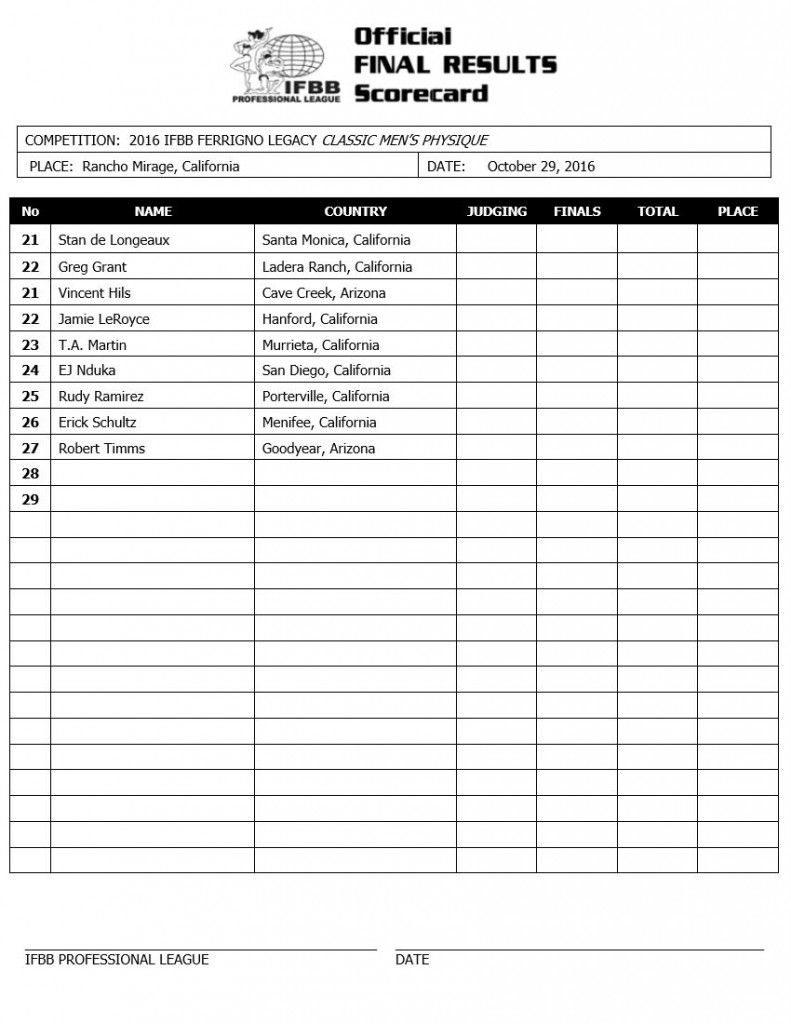 Official
FINAL RESULTS
Scorecard
IFBB
PROFESSIONAL LEAGUE
COMPETITION: 2016 IFBB FERRIGNO LEGACY CLASSIC MEN'S PHYSIQUE
PLACE: Rancho Mirage, California DATE: October 29, 2016
No NAME COUNTRY JUDGING FINALS TOTAL PLACE
21 Stan de Longeaux Santa Monica, California
22 Greg Grant Ladera Ranch, California
21 Vincent Hils Cave Creek, Arizona
22 Jamie LeRoyce Hanford, California
23 T.A. Martin Murrieta, California
24 EJ Nduka San Diego, California
25 Rudy Ramirez Porterville, California
26 Erick Schultz Menifee, California
27 Robert Timms Goodyear, Arizona
28
29
IFBB PROFESSIONAL LEAGUE DATE